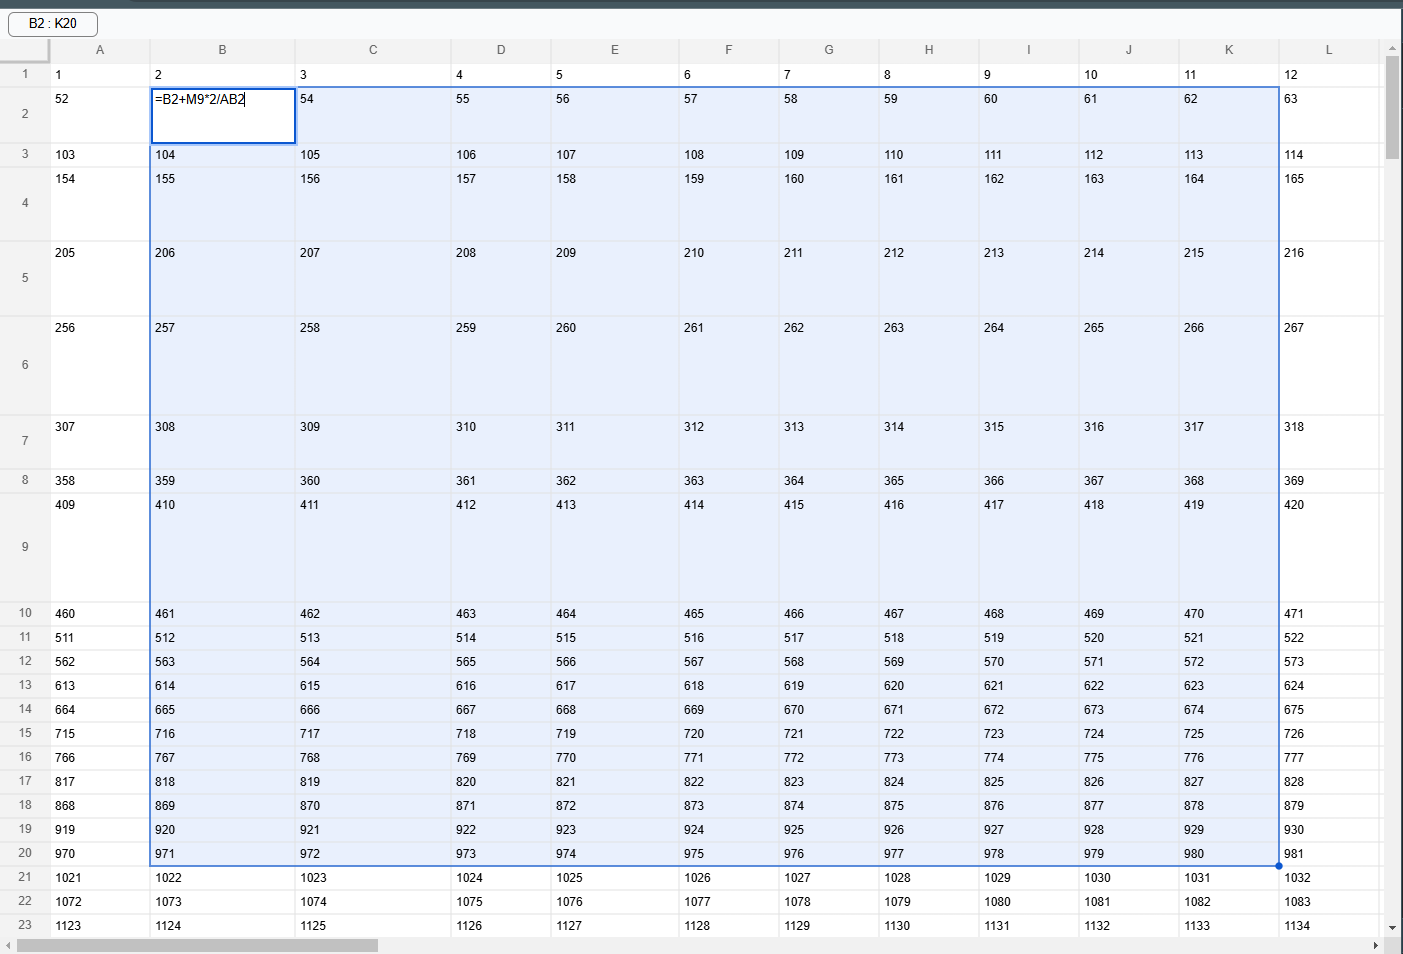 B2 : K20
A B C D E F G H I J K L
1 1 2 3 4 5 6 7 8 9 10 11 12
2 52 =B2+M9*2/AB2 54 55 56 57 58 59 60 61 62 63
3 103 104 105 106 107 108 109 110 111 112 113 114
4 154 155 156 157 158 159 160 161 162 163 164 165
5 205 206 207 208 209 210 211 212 213 214 215 216
6 256 257 258 259 260 261 262 263 264 265 266 267
7 307 308 309 310 311 312 313 314 315 316 317 318
8 358 359 360 361 362 363 364 365 366 367 368 369
9 409 410 411 412 413 414 415 416 417 418 419 420
10 460 461 462 463 464 465 466 467 468 469 470 471
11 511 512 513 514 515 516 517 518 519 520 521 522
12 562 563 564 565 566 567 568 569 570 571 572 573
13 613 614 615 616 617 618 619 620 621 622 623 624
14 664 665 666 667 668 669 670 671 672 673 674 675
15 715 716 717 718 719 720 721 722 723 724 725 726
16 766 767 768 769 770 771 772 773 774 775 776 777
17 817 818 819 820 821 822 823 824 825 826 827 828
18 868 869 870 871 872 873 874 875 876 877 878 879
19 919 920 921 922 923 924 925 926 927 928 929 930
20 970 971 972 973 974 975 976 977 978 979 980 981
21 1021 1022 1023 1024 1025 1026 1027 1028 1029 1030 1031 1032
22 1072 1073 1074 1075 1076 1077 1078 1079 1080 1081 1082 1083
23 1123 1124 1125 1126 1127 1128 1129 1130 1131 1132 1133 1134